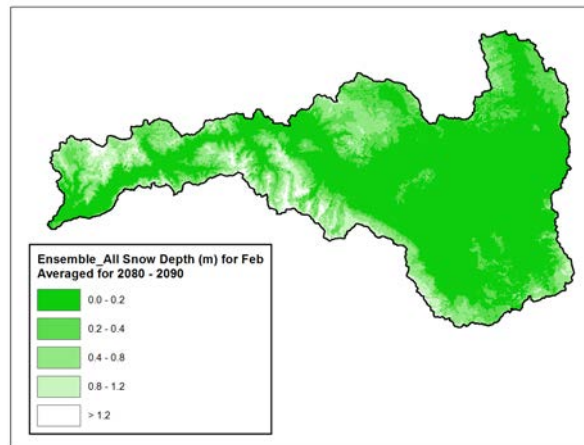 Ensemble_All Snow Depth (m) for Feb
Averaged for 2080 - 2090
0.0 - 0.2
0.2 - 0.4
0.4 - 0.8
0.8 - 1.2
> 1.2